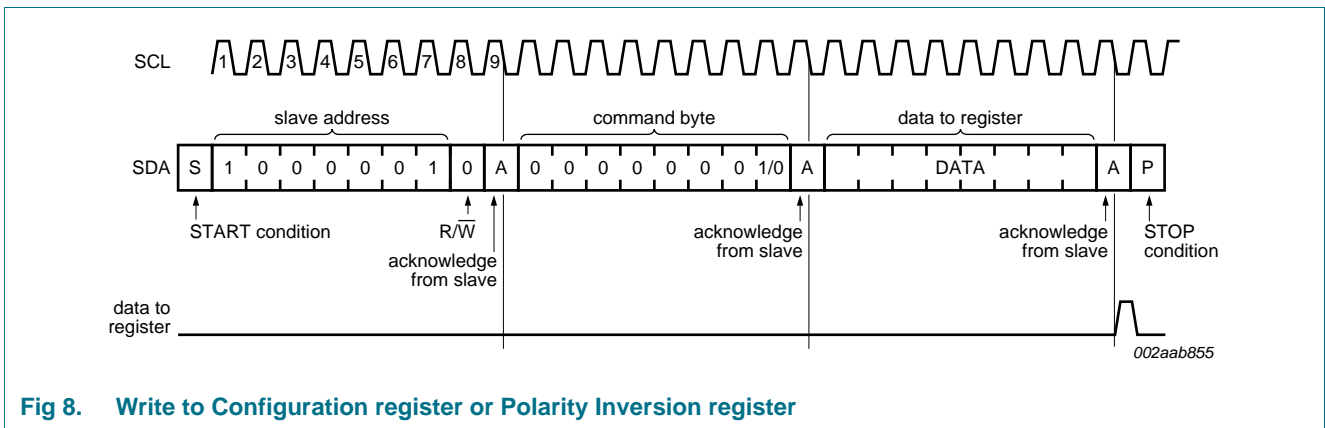 SCL 1 2 3 4 5 6 7 8 9
slave address command byte data to register
SDA S 1 0 0 0 0 0 1 0 A 0 0 0 0 0 0 0 1/0 A DATA A P
START condition R/W̅ acknowledge from slave acknowledge from slave acknowledge from slave STOP condition
data to
register
002aab855
Fig 8. Write to Configuration register or Polarity Inversion register